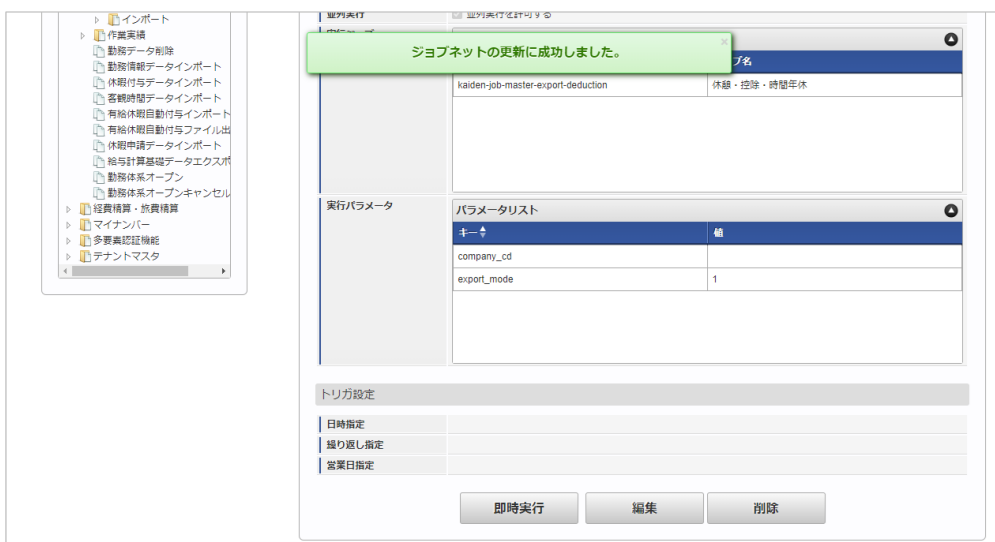 インポート
作業実績
勤務データ削除
勤務情報データインポート
休暇付与データインポート
客観時間データインポート
有給休暇自動付与インポート
有給休暇自動付与ファイル出
休暇申請データインポート
給与計算基礎データエクスポ
勤務体系オープン
勤務体系オープンキャンセル
経費精算・旅費精算
マイナンバー
多要素認証機能
テナントマスタ
並列実行
並列実行を許可する
ジョブネットの更新に成功しました。
×
ブ名
kaiden-job-master-export-deduction
休憩・控除・時間年休
実行パラメータ
パラメータリスト
キー
値
company_cd
export_mode
1
トリガ設定
日時指定
繰り返し指定
営業日指定
即時実行
編集
削除